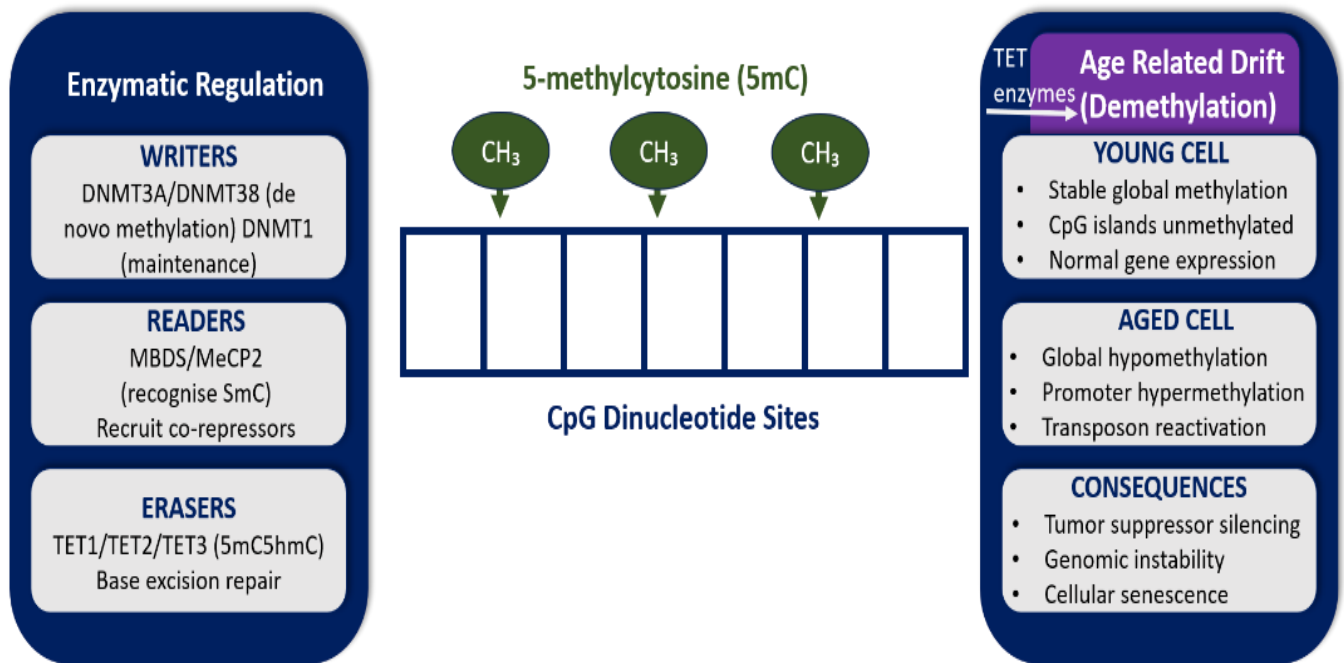 Enzymatic Regulation
WRITERS
DNMT3A/DNMT38 (de
novo methylation) DNMT1
(maintenance)
READERS
MBDS/MeCP2
(recognise SmC)
Recruit co-repressors
ERASERS
TET1/TET2/TET3 (5mC5hmC)
Base excision repair
5-methylcytosine (5mC)
CH₃ CH₃ CH₃
CpG Dinucleotide Sites
TET
enzymes
Age Related Drift
(Demethylation)
YOUNG CELL
• Stable global methylation
• CpG islands unmethylated
• Normal gene expression
AGED CELL
• Global hypomethylation
• Promoter hypermethylation
• Transposon reactivation
CONSEQUENCES
• Tumor suppressor silencing
• Genomic instability
• Cellular senescence